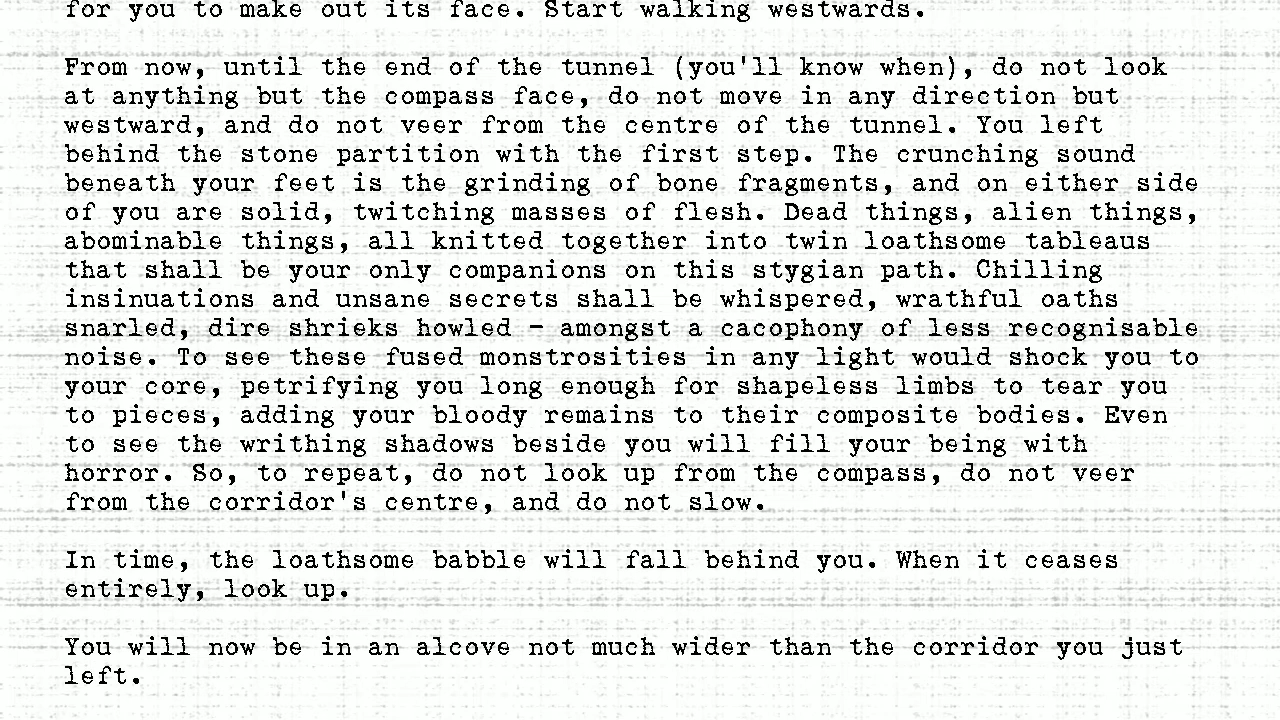 for you to make out its face. Start walking westwards.
From now, until the end of the tunnel (you'll know when), do not look
at anything but the compass face, do not move in any direction but
westward, and do not veer from the centre of the tunnel. You left
behind the stone partition with the first step. The crunching sound
beneath your feet is the grinding of bone fragments, and on either side
of you are solid, twitching masses of flesh. Dead things, alien things,
abominable things, all knitted together into twin loathsome tableaus
that shall be your only companions on this stygian path. Chilling
insinuations and unsane secrets shall be whispered, wrathful oaths
snarled, dire shrieks howled - amongst a cacophony of less recognisable
noise. To see these fused monstrosities in any light would shock you to
your core, petrifying you long enough for shapeless limbs to tear you
to pieces, adding your bloody remains to their composite bodies. Even
to see the writhing shadows beside you will fill your being with
horror. So, to repeat, do not look up from the compass, do not veer
from the corridor's centre, and do not slow.
In time, the loathsome babble will fall behind you. When it ceases
entirely, look up.
You will now be in an alcove not much wider than the corridor you just
left.